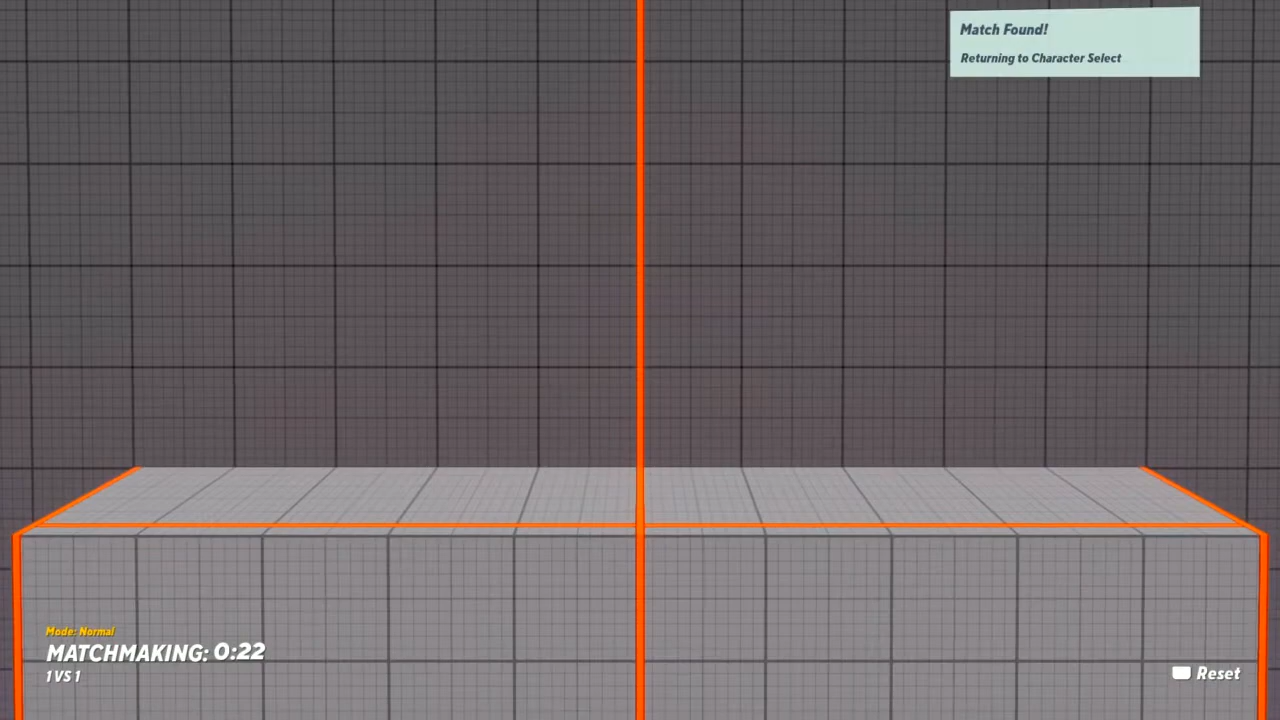 Match Found!
Returning to Character Select
Mode: Normal
MATCHMAKING: 0:22
1 VS 1
Reset